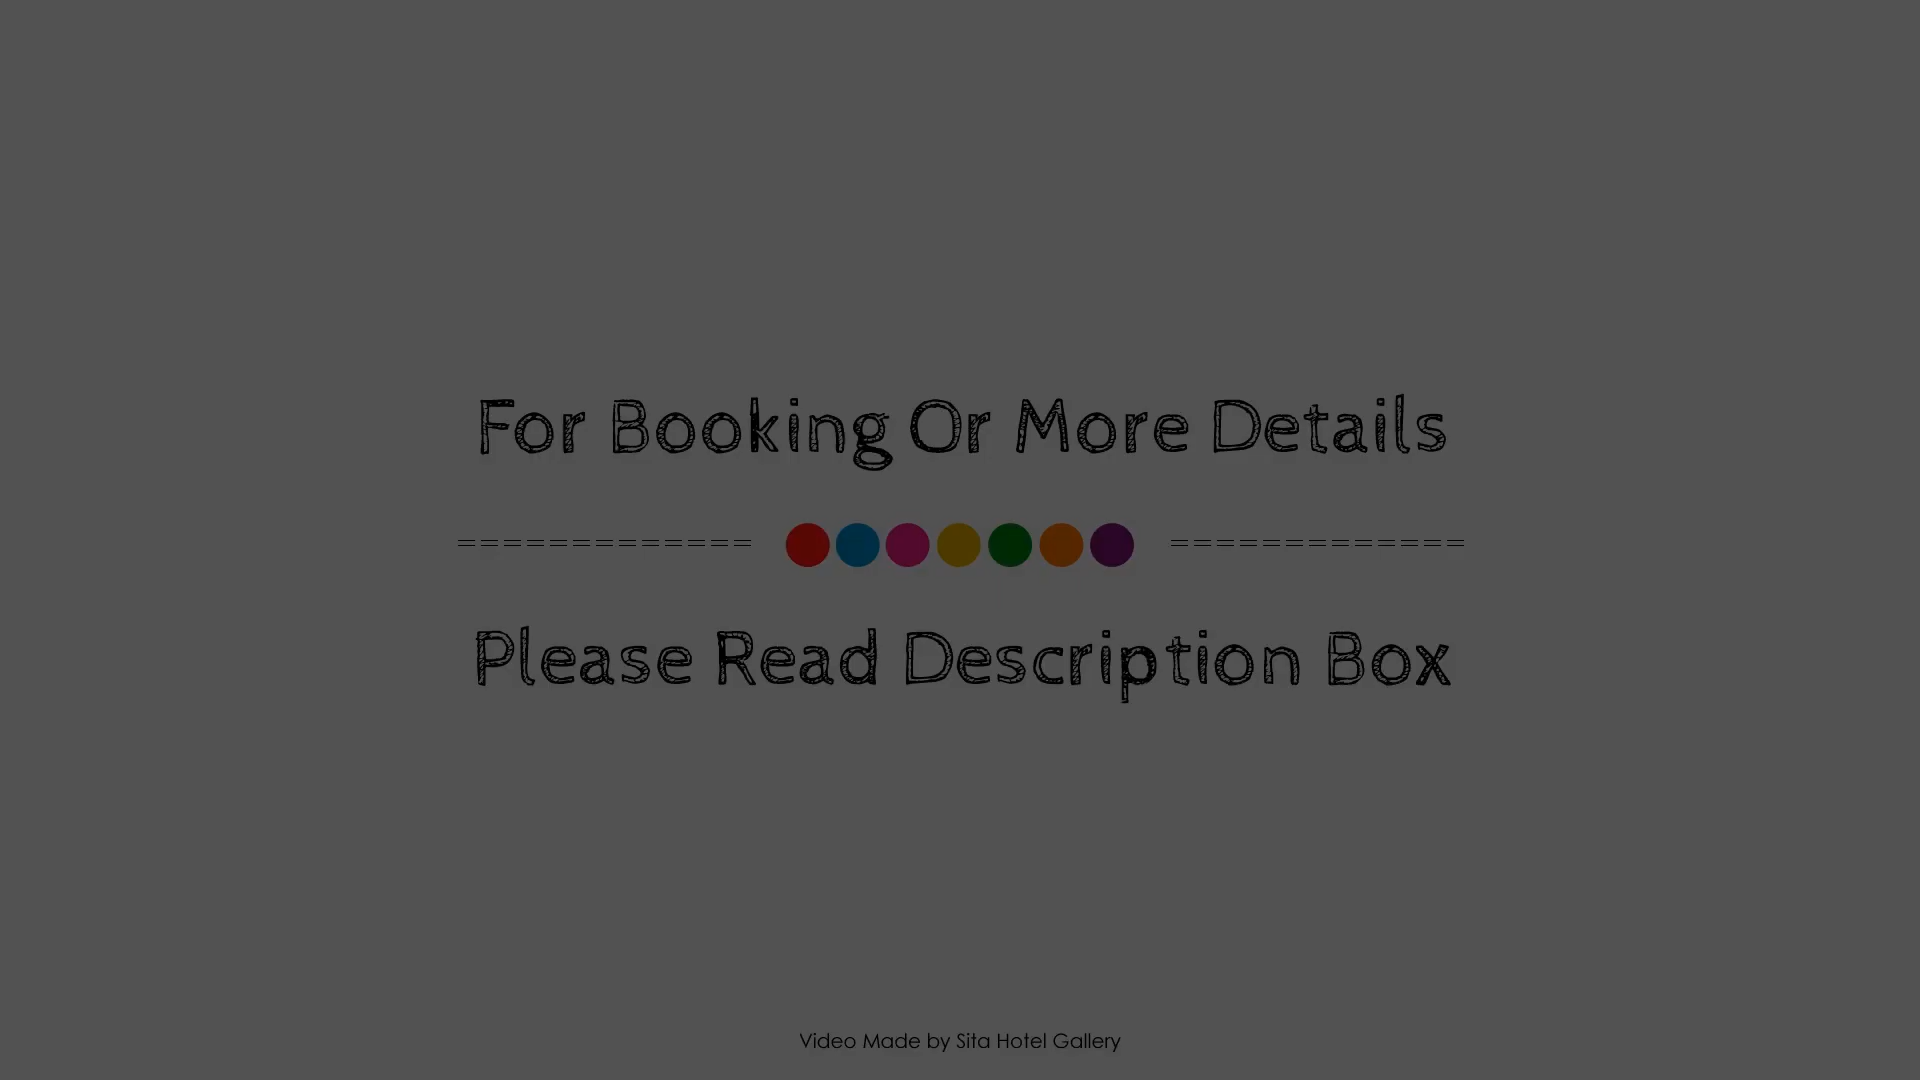 For Booking Or More Details
============= =============
Please Read Description Box
Video Made by Sita Hotel Gallery